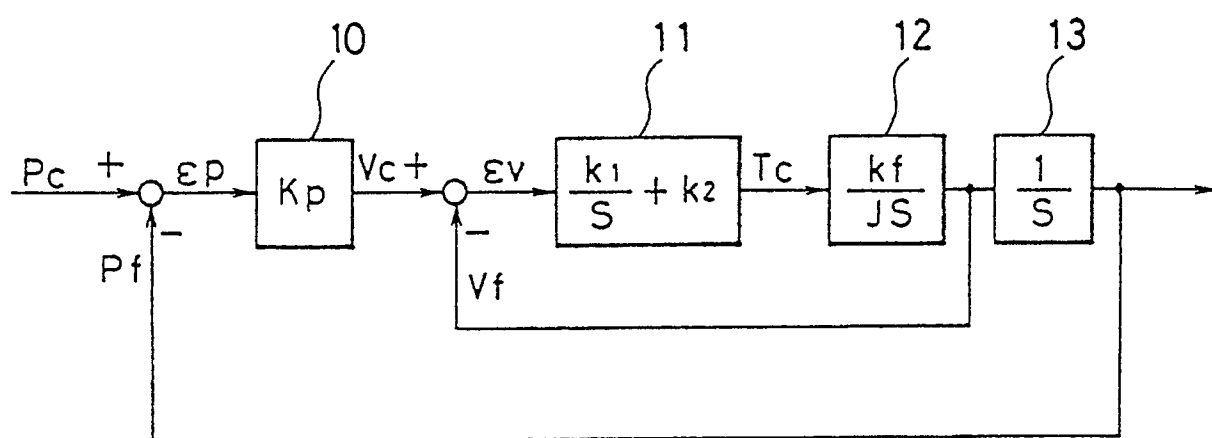 10
11
12
13
Pc + εp Kp Vc + εv k1/S + k2 Tc kf/JS 1/S
− −
Pf Vf